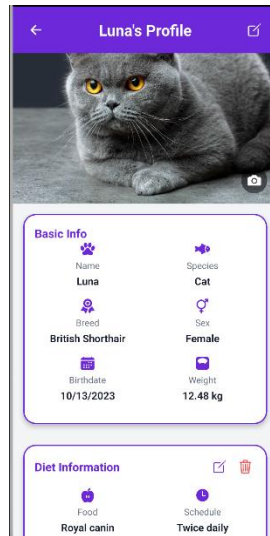 Luna's Profile
Basic Info
Name Species
Luna Cat
Breed Sex
British Shorthair Female
Birthdate Weight
10/13/2023 12.48 kg
Diet Information
Food Schedule
Royal canin Twice daily